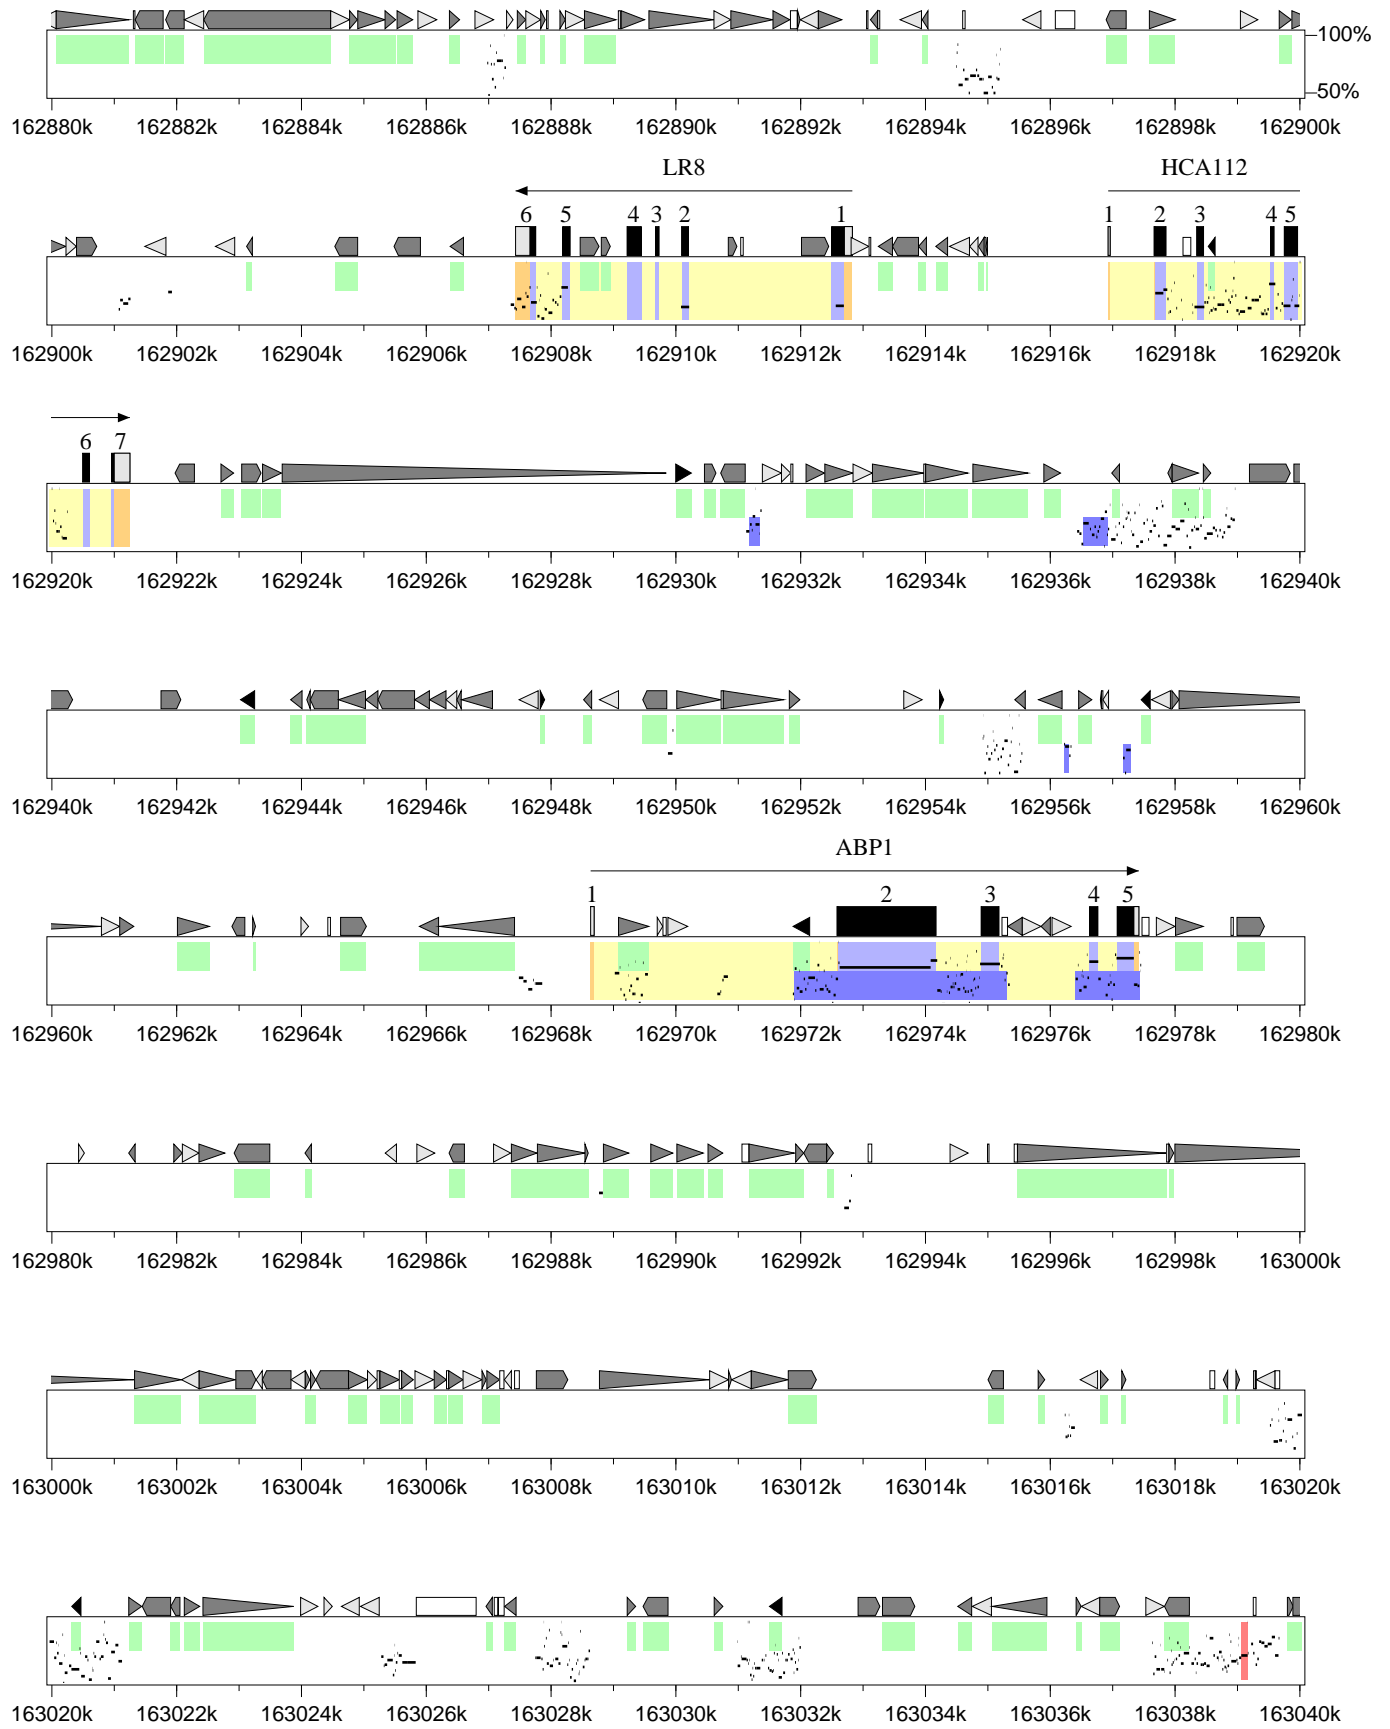 100%
50%
162880k 162882k 162884k 162886k 162888k 162890k 162892k 162894k 162896k 162898k 162900k
LR8 HCA112
6 5 4 3 2 1 1 2 3 4 5
162900k 162902k 162904k 162906k 162908k 162910k 162912k 162914k 162916k 162918k 162920k
6 7
162920k 162922k 162924k 162926k 162928k 162930k 162932k 162934k 162936k 162938k 162940k
162940k 162942k 162944k 162946k 162948k 162950k 162952k 162954k 162956k 162958k 162960k
ABP1
1 2 3 4 5
162960k 162962k 162964k 162966k 162968k 162970k 162972k 162974k 162976k 162978k 162980k
162980k 162982k 162984k 162986k 162988k 162990k 162992k 162994k 162996k 162998k 163000k
163000k 163002k 163004k 163006k 163008k 163010k 163012k 163014k 163016k 163018k 163020k
163020k 163022k 163024k 163026k 163028k 163030k 163032k 163034k 163036k 163038k 163040k